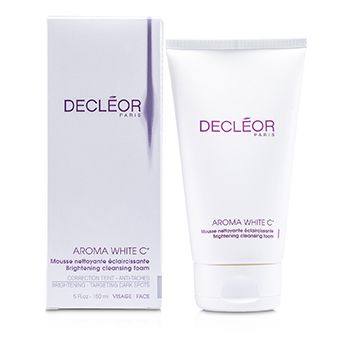 DECLÉOR
PARIS
AROMA WHITE C+
Mousse nettoyante éclaircissante
Brightening cleansing foam
CORRECTION TEINT - ANTI-TACHES
BRIGHTENING - TARGETING DARK SPOTS
5 Fl.oz - 150 ml VISAGE / FACE
DECLÉOR
PARIS
AROMA WHITE C+
Mousse nettoyante éclaircissante
Brightening cleansing foam